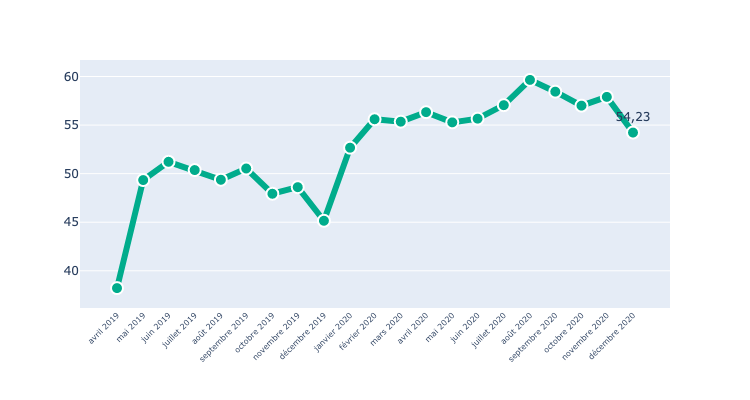 60
55
50
45
40
54,23
avril 2019
mai 2019
juin 2019
juillet 2019
août 2019
septembre 2019
octobre 2019
novembre 2019
décembre 2019
janvier 2020
février 2020
mars 2020
avril 2020
mai 2020
juin 2020
juillet 2020
août 2020
septembre 2020
octobre 2020
novembre 2020
décembre 2020